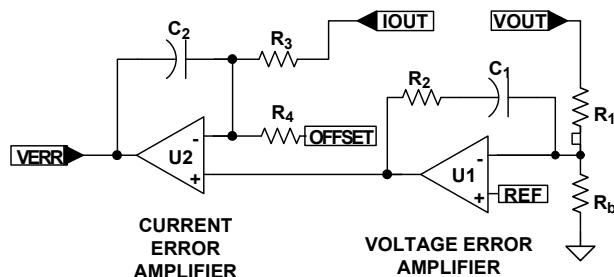 C2
R3
IOUT
VOUT
R2
C1
R1
R4
OFFSET
-
U2
+
VERR
-
U1
+
REF
Rb
CURRENT
ERROR
AMPLIFIER
VOLTAGE ERROR
AMPLIFIER